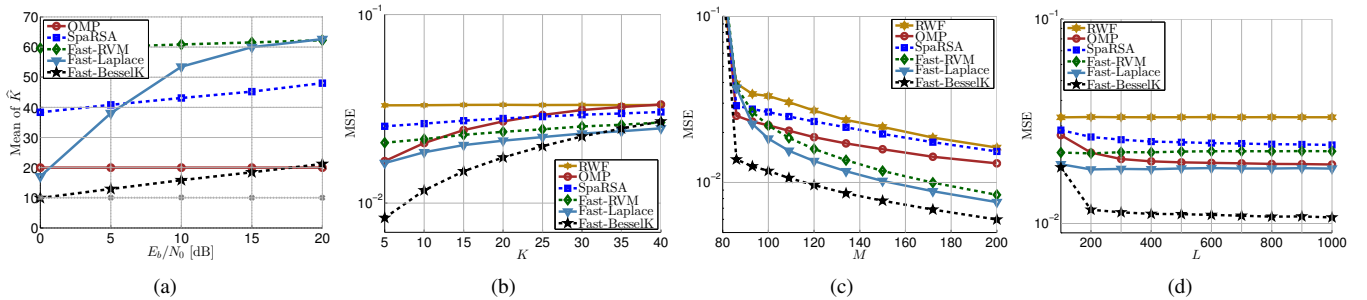 70
60
50
40
30
20
10
0
Mean of K̂
OMP
SpaRSA
Fast-RVM
Fast-Laplace
Fast-BesselK
0 5 10 15 20
E_b/N_0 [dB]
(a)
10^{-1}
10^{-2}
MSE
RWF
OMP
SpaRSA
Fast-RVM
Fast-Laplace
Fast-BesselK
5 10 15 20 25 30 35 40
K
(b)
10^{-1}
10^{-2}
MSE
RWF
OMP
SpaRSA
Fast-RVM
Fast-Laplace
Fast-BesselK
80 100 120 140 160 180 200
M
(c)
10^{-1}
10^{-2}
MSE
RWF
OMP
SpaRSA
Fast-RVM
Fast-Laplace
Fast-BesselK
200 400 600 800 1000
L
(d)